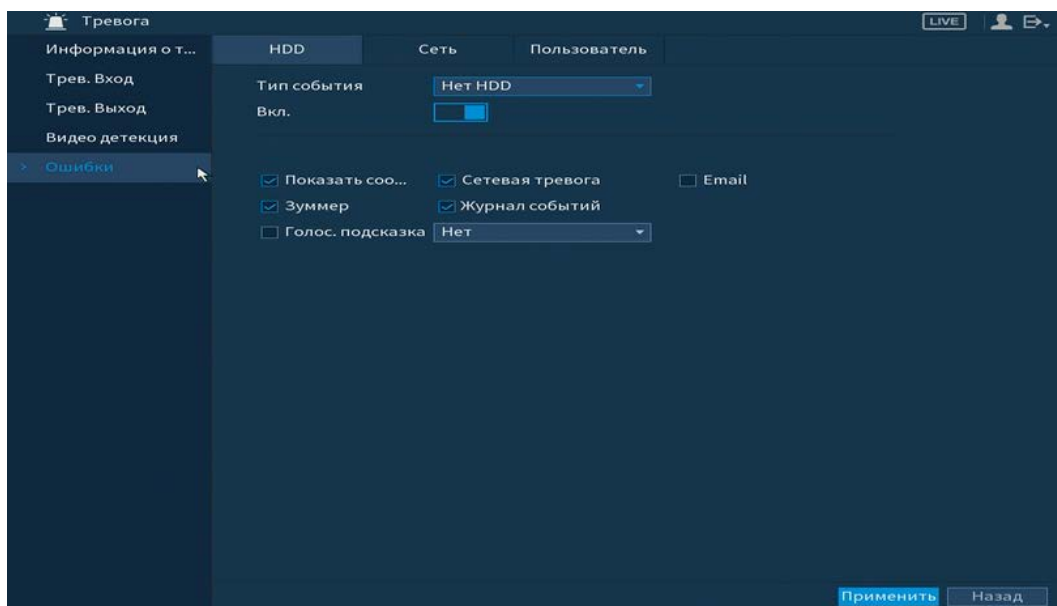 Тревога LIVE
Информация о т... HDD Сеть Пользователь
Трев. Вход Тип события Нет HDD
Трев. Выход Вкл.
Видео детекция
> Ошибки
Показать соо... Сетевая тревога Email
Зуммер Журнал событий
Голос. подсказка Нет
Применить Назад